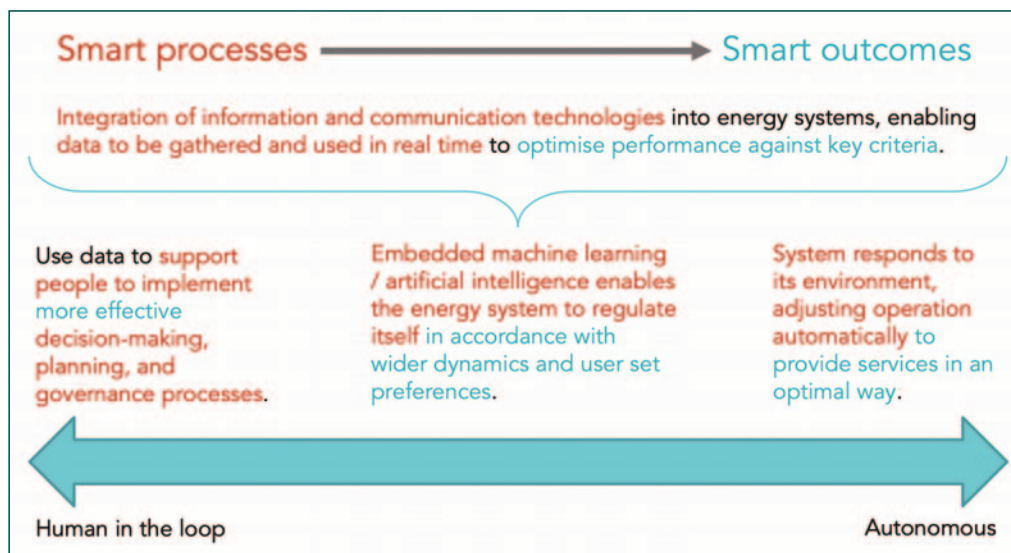 Smart processes
Smart outcomes
Integration of information and communication technologies into energy systems, enabling
data to be gathered and used in real time to optimise performance against key criteria.
Use data to support
people to implement
more effective
decision-making,
planning, and
governance processes.
Embedded machine learning
/ artificial intelligence enables
the energy system to regulate
itself in accordance with
wider dynamics and user set
preferences.
System responds to
its environment,
adjusting operation
automatically to
provide services in an
optimal way.
Human in the loop
Autonomous